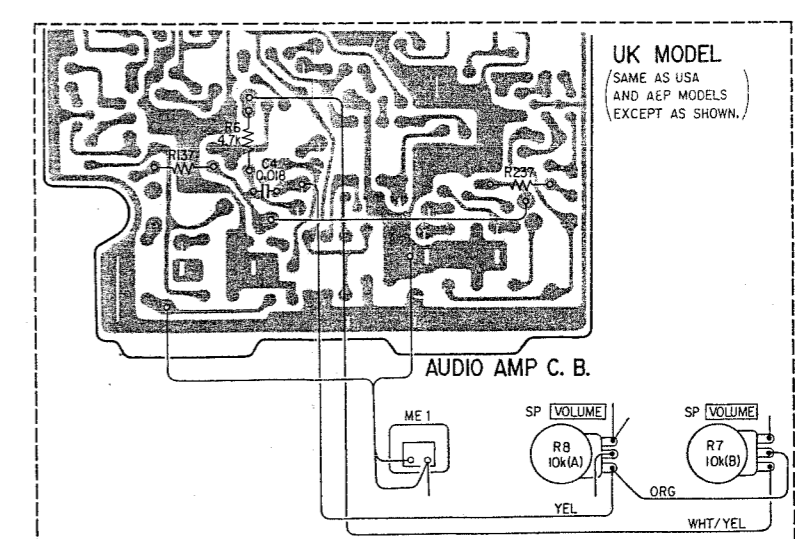 UK MODEL
(SAME AS USA
AND AEP MODELS
EXCEPT AS SHOWN.)
R6
4.7k
R137
C4
0.018
R237
AUDIO AMP C. B.
ME 1
SP VOLUME
SP VOLUME
R8
10k(A)
R7
10k(B)
ORG
YEL
WHT/YEL